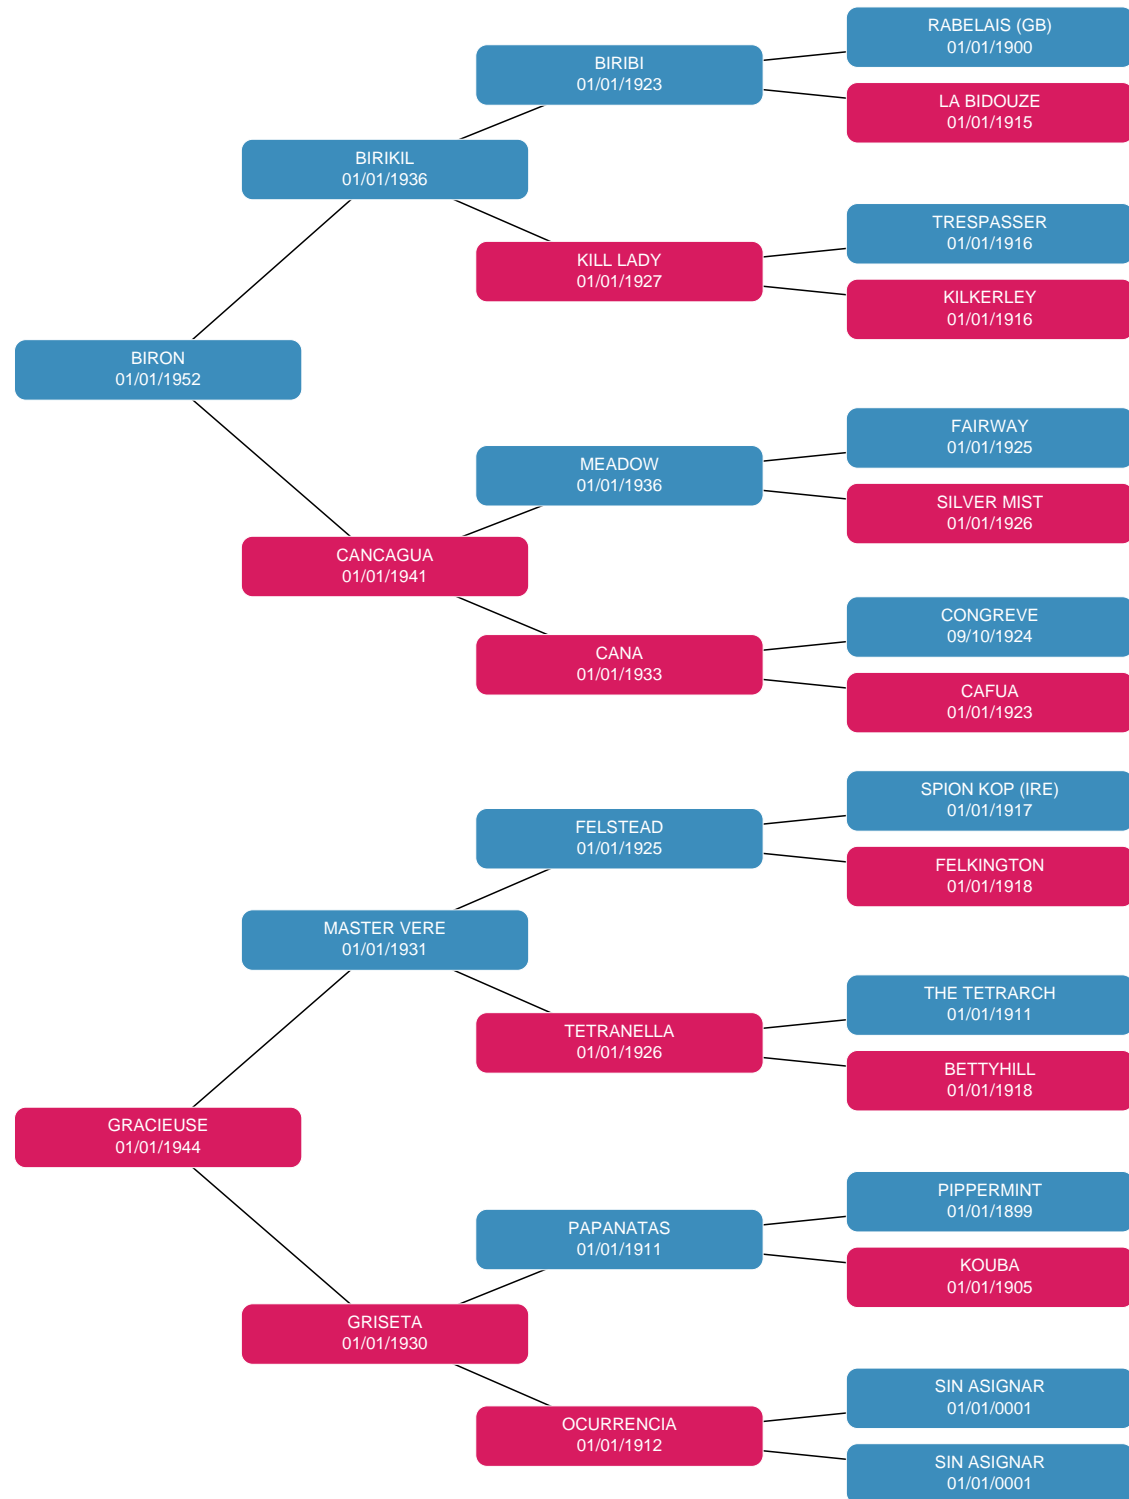 RABELAIS (GB)
01/01/1900
BIRIBI
01/01/1923
LA BIDOUZE
01/01/1915
BIRIKIL
01/01/1936
TRESPASSER
01/01/1916
KILL LADY
01/01/1927
KILKERLEY
01/01/1916
BIRON
01/01/1952
FAIRWAY
01/01/1925
MEADOW
01/01/1936
SILVER MIST
01/01/1926
CANCAGUA
01/01/1941
CONGREVE
09/10/1924
CANA
01/01/1933
CAFUA
01/01/1923
SPION KOP (IRE)
01/01/1917
FELSTEAD
01/01/1925
FELKINGTON
01/01/1918
MASTER VERE
01/01/1931
THE TETRARCH
01/01/1911
TETRANELLA
01/01/1926
BETTYHILL
01/01/1918
GRACIEUSE
01/01/1944
PIPPERMINT
01/01/1899
PAPANATAS
01/01/1911
KOUBA
01/01/1905
GRISETA
01/01/1930
SIN ASIGNAR
01/01/0001
OCURRENCIA
01/01/1912
SIN ASIGNAR
01/01/0001